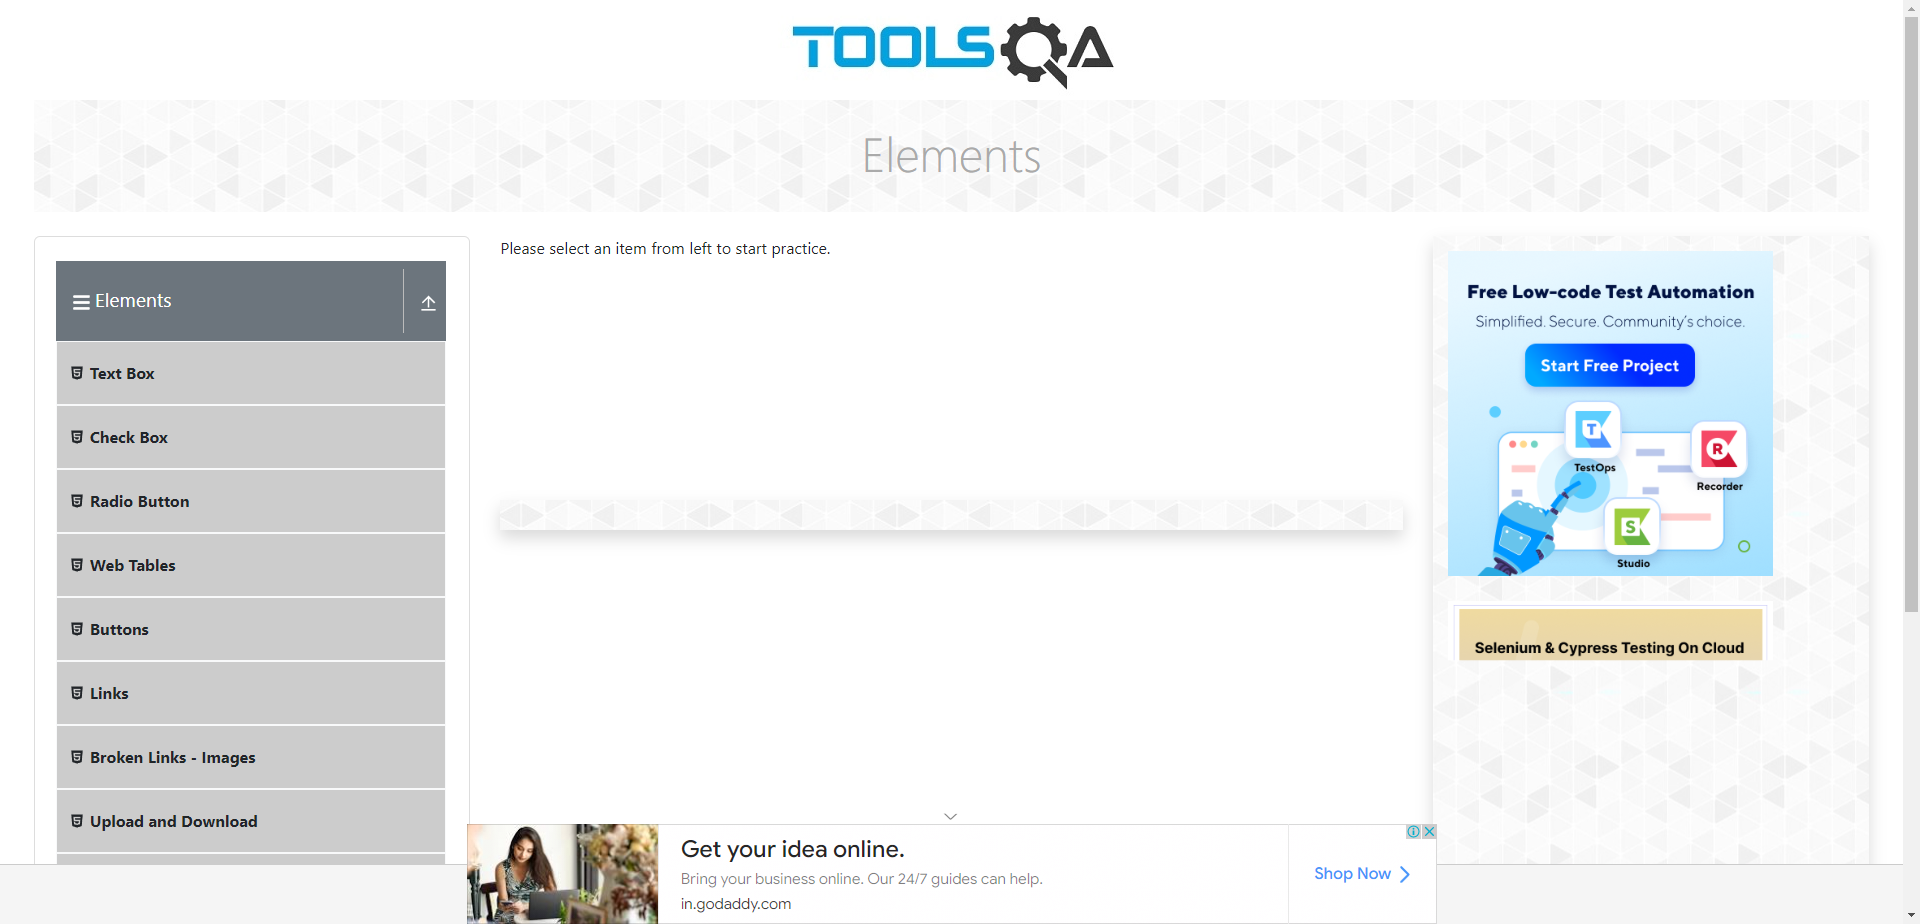 TOOLSQA
Elements
Elements
Text Box
Check Box
Radio Button
Web Tables
Buttons
Links
Broken Links - Images
Upload and Download
Please select an item from left to start practice.
Free Low-code Test Automation
Simplified. Secure. Community's choice.
Start Free Project
T
TestOps
R
Recorder
S
Studio
Selenium & Cypress Testing On Cloud
Get your idea online.
Bring your business online. Our 24/7 guides can help.
in.godaddy.com
Shop Now